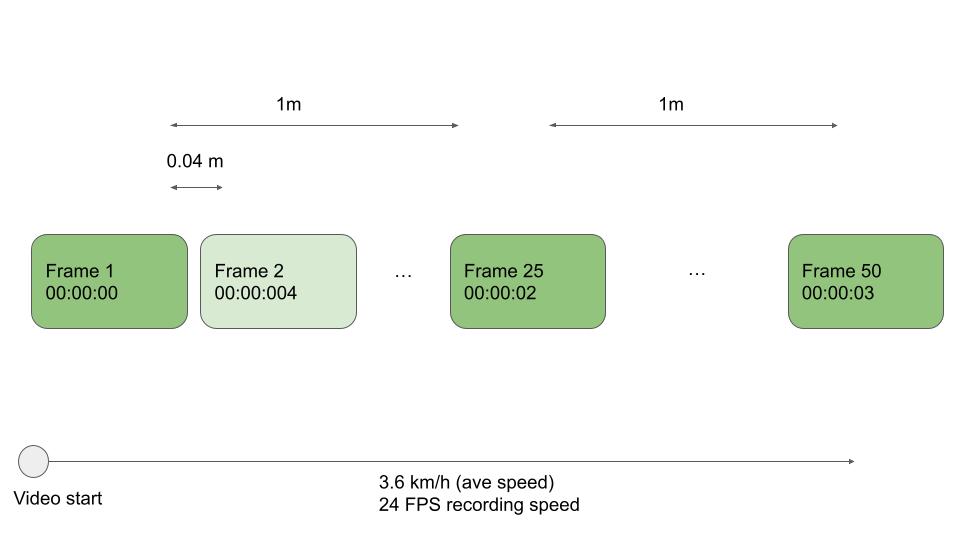 1m
1m
0.04 m
Frame 1
00:00:00
Frame 2
00:00:004
...
Frame 25
00:00:02
...
Frame 50
00:00:03
3.6 km/h (ave speed)
24 FPS recording speed
Video start